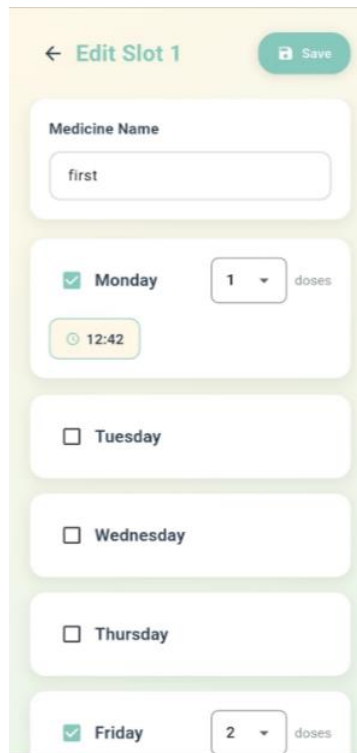 Edit Slot 1
Save
Medicine Name
first
Monday 1 doses
12:42
Tuesday
Wednesday
Thursday
Friday 2 doses